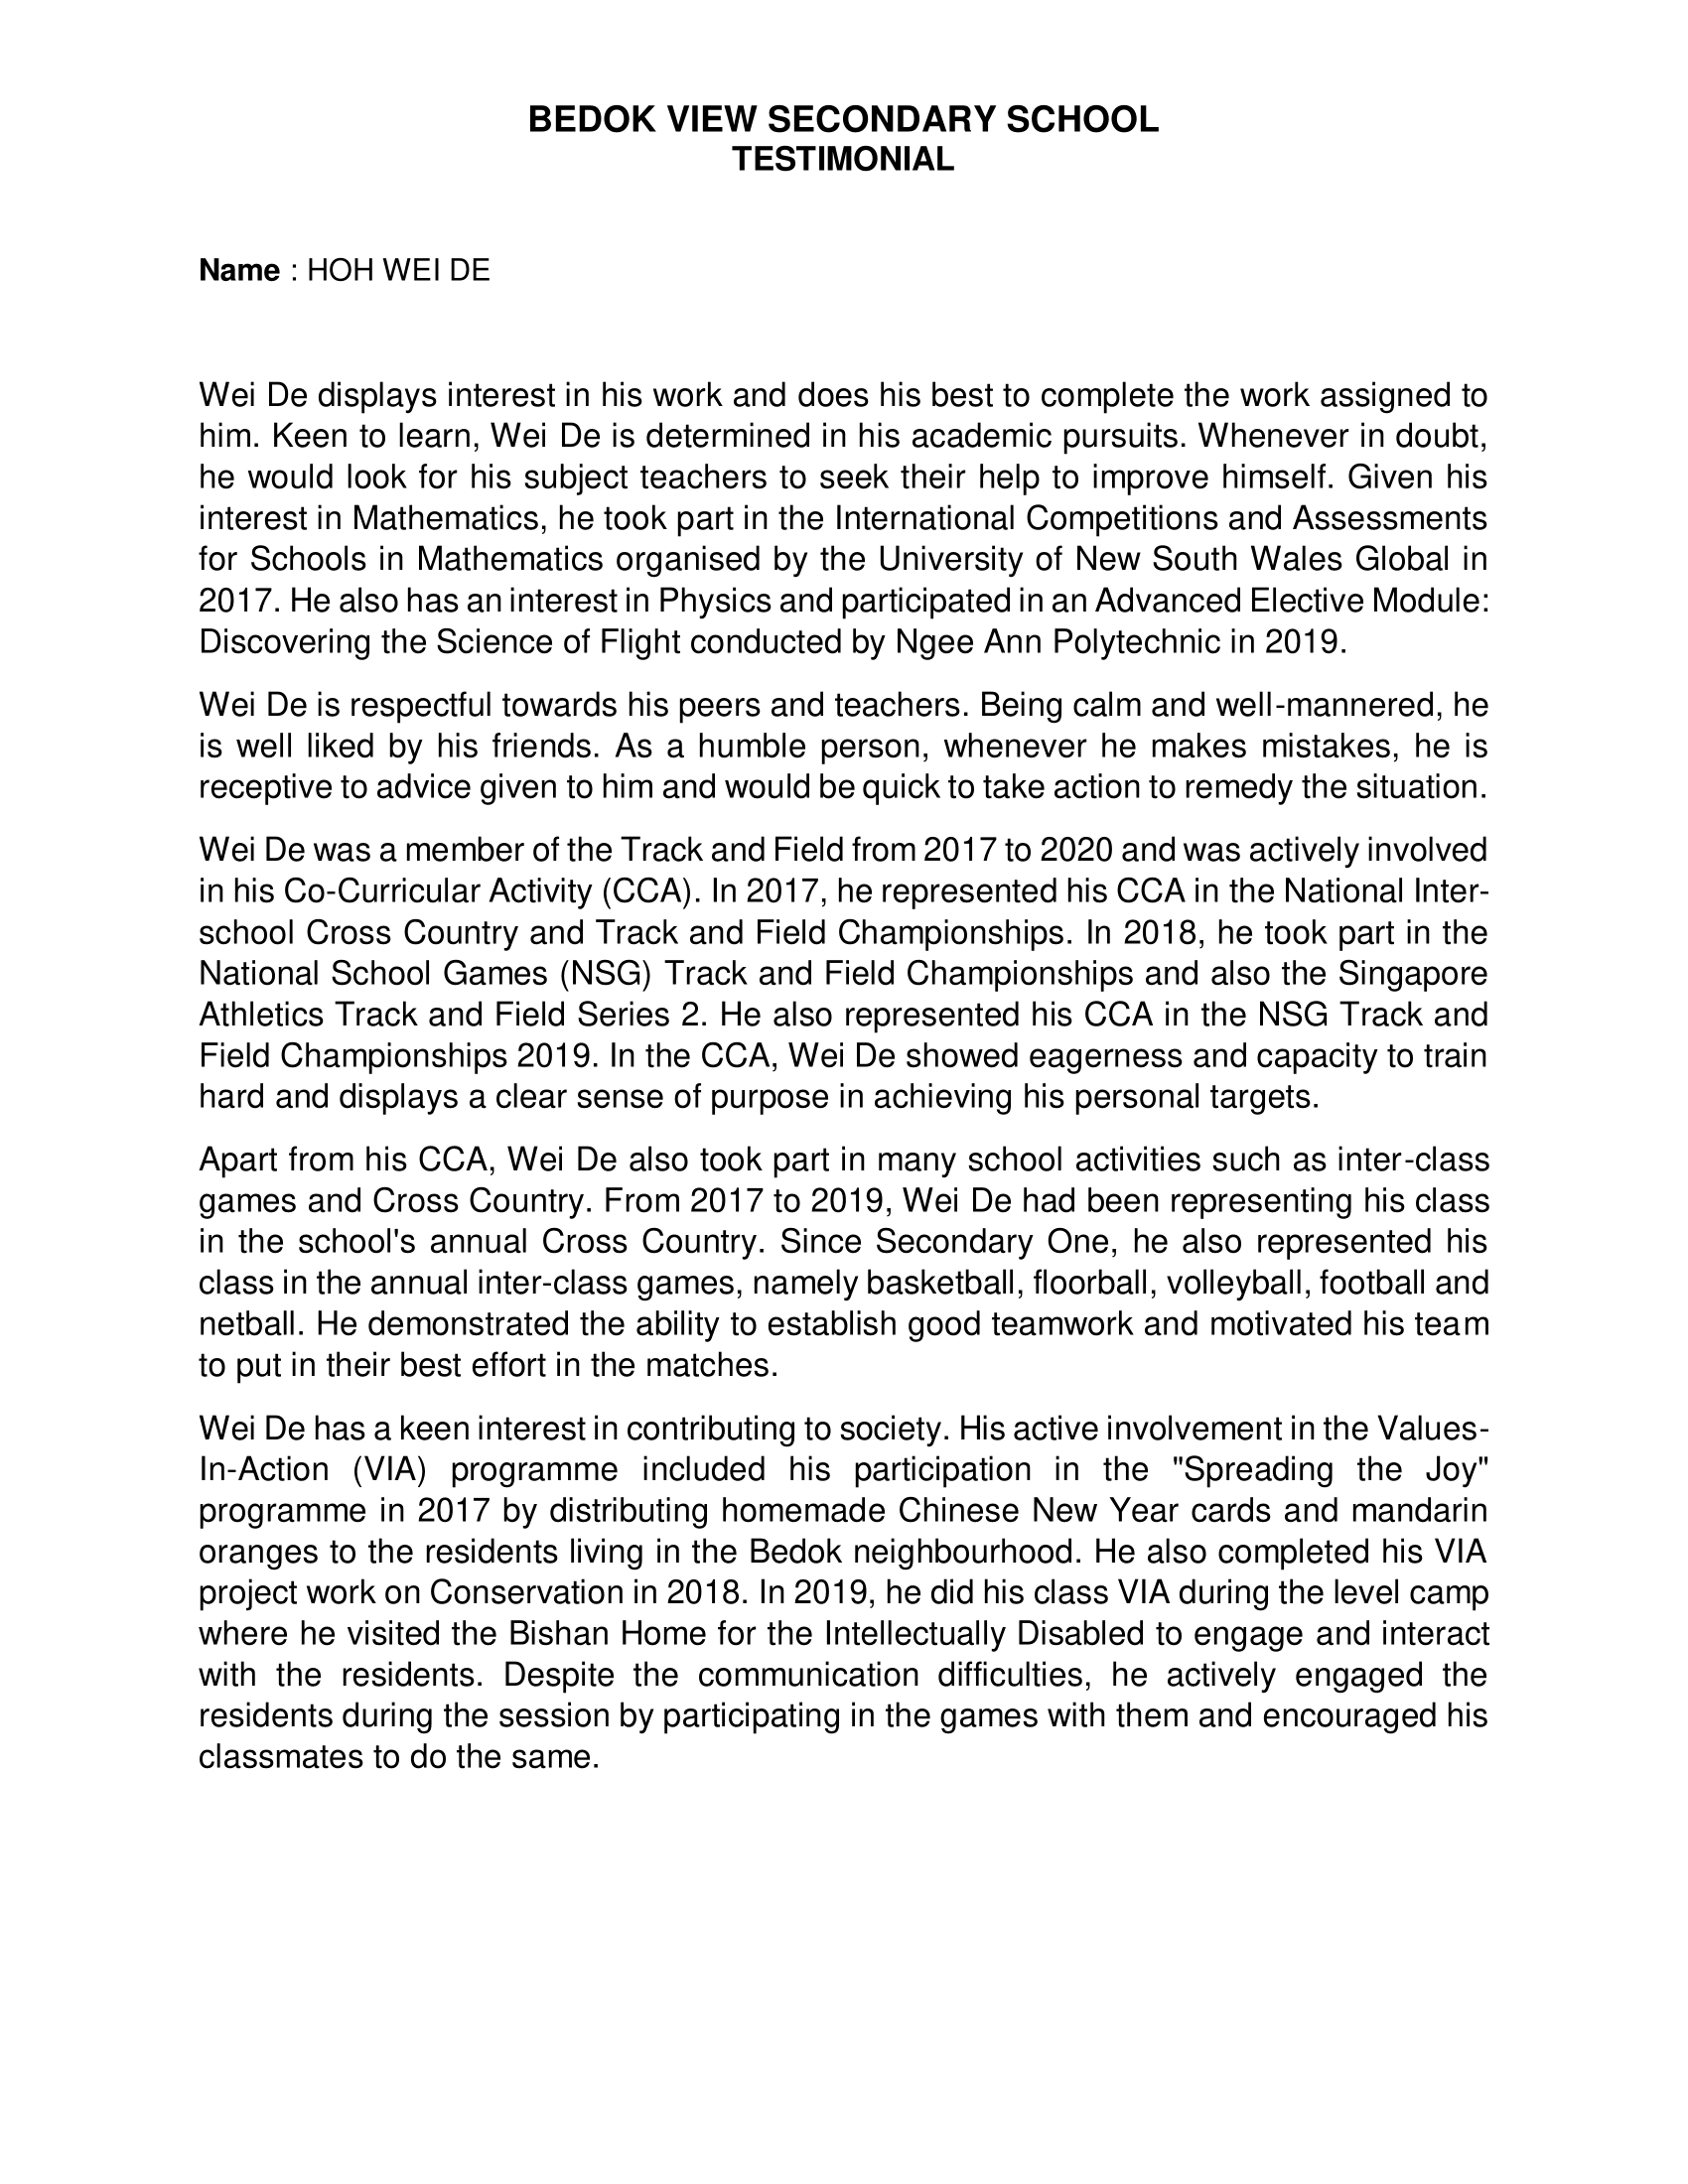 BEDOK VIEW SECONDARY SCHOOL
TESTIMONIAL
Name : HOH WEI DE
Wei De displays interest in his work and does his best to complete the work assigned to
him. Keen to learn, Wei De is determined in his academic pursuits. Whenever in doubt,
he would look for his subject teachers to seek their help to improve himself. Given his
interest in Mathematics, he took part in the International Competitions and Assessments
for Schools in Mathematics organised by the University of New South Wales Global in
2017. He also has an interest in Physics and participated in an Advanced Elective Module:
Discovering the Science of Flight conducted by Ngee Ann Polytechnic in 2019.
Wei De is respectful towards his peers and teachers. Being calm and well-mannered, he
is well liked by his friends. As a humble person, whenever he makes mistakes, he is
receptive to advice given to him and would be quick to take action to remedy the situation.
Wei De was a member of the Track and Field from 2017 to 2020 and was actively involved
in his Co-Curricular Activity (CCA). In 2017, he represented his CCA in the National Inter-
school Cross Country and Track and Field Championships. In 2018, he took part in the
National School Games (NSG) Track and Field Championships and also the Singapore
Athletics Track and Field Series 2. He also represented his CCA in the NSG Track and
Field Championships 2019. In the CCA, Wei De showed eagerness and capacity to train
hard and displays a clear sense of purpose in achieving his personal targets.
Apart from his CCA, Wei De also took part in many school activities such as inter-class
games and Cross Country. From 2017 to 2019, Wei De had been representing his class
in the school's annual Cross Country. Since Secondary One, he also represented his
class in the annual inter-class games, namely basketball, floorball, volleyball, football and
netball. He demonstrated the ability to establish good teamwork and motivated his team
to put in their best effort in the matches.
Wei De has a keen interest in contributing to society. His active involvement in the Values-
In-Action (VIA) programme included his participation in the "Spreading the Joy"
programme in 2017 by distributing homemade Chinese New Year cards and mandarin
oranges to the residents living in the Bedok neighbourhood. He also completed his VIA
project work on Conservation in 2018. In 2019, he did his class VIA during the level camp
where he visited the Bishan Home for the Intellectually Disabled to engage and interact
with the residents. Despite the communication difficulties, he actively engaged the
residents during the session by participating in the games with them and encouraged his
classmates to do the same.